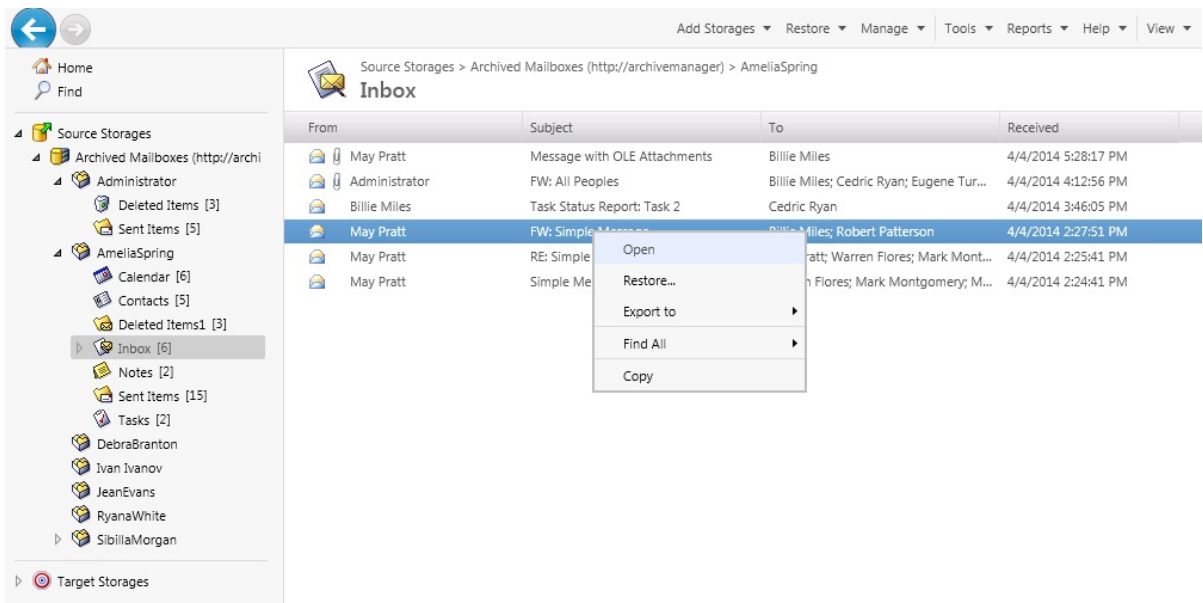 Add Storages Restore Manage Tools Reports Help View
Home
Find
Source Storages
Archived Mailboxes (http://archi
Administrator
Deleted Items [3]
Sent Items [5]
AmeliaSpring
Calendar [6]
Contacts [5]
Deleted Items1 [3]
Inbox [6]
Notes [2]
Sent Items [15]
Tasks [2]
DebraBranton
Ivan Ivanov
JeanEvans
RyanaWhite
SibillaMorgan
Target Storages
Source Storages > Archived Mailboxes (http://archivemanager) > AmeliaSpring
Inbox
From Subject To Received
May Pratt Message with OLE Attachments Billie Miles 4/4/2014 5:28:17 PM
Administrator FW: All Peoples Billie Miles; Cedric Ryan; Eugene Tur... 4/4/2014 4:12:56 PM
Billie Miles Task Status Report: Task 2 Cedric Ryan 4/4/2014 3:46:05 PM
May Pratt FW: Simple Message Billie Miles; Robert Patterson 4/4/2014 2:27:51 PM
May Pratt RE: Simple ratt; Warren Flores; Mark Mont... 4/4/2014 2:25:41 PM
May Pratt Simple Me n Flores; Mark Montgomery; M... 4/4/2014 2:24:41 PM
Open
Restore...
Export to
Find All
Copy